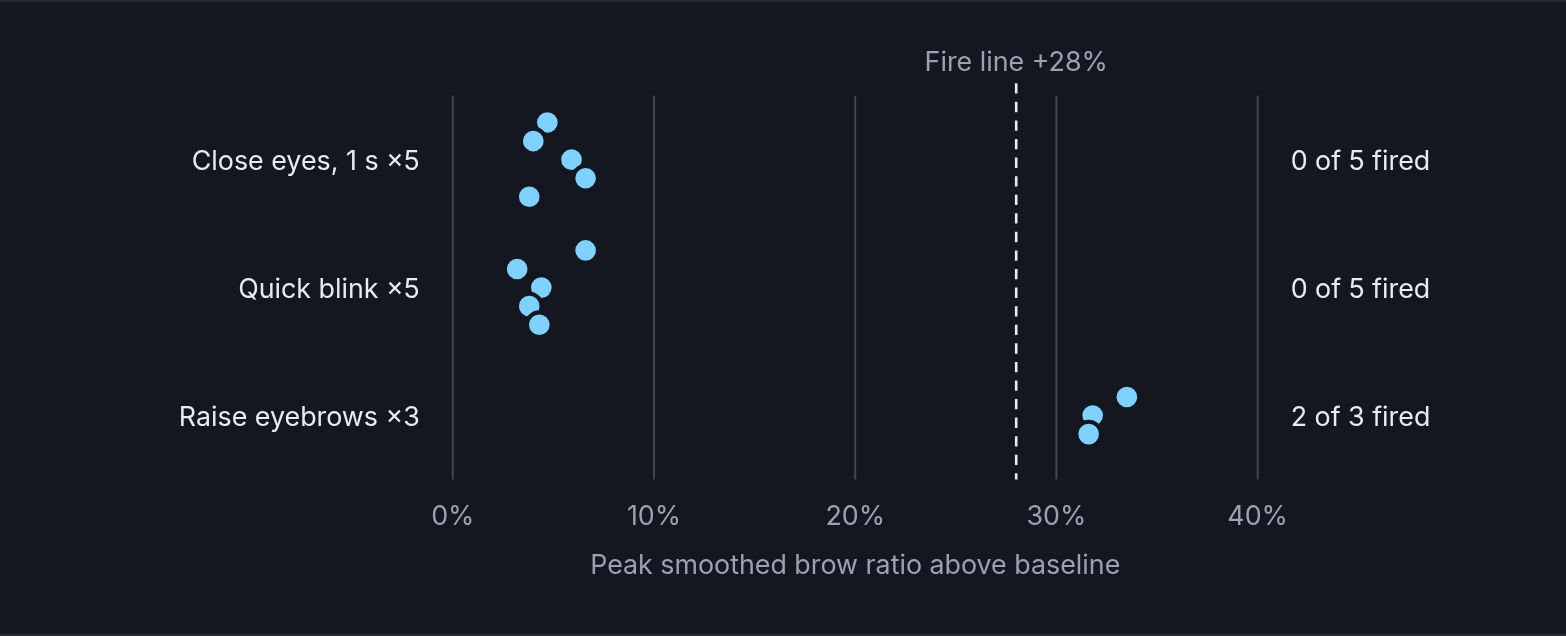 Fire line +28%
Close eyes, 1 s ×5
0 of 5 fired
Quick blink ×5
0 of 5 fired
Raise eyebrows ×3
2 of 3 fired
0%
10%
20%
30%
40%
Peak smoothed brow ratio above baseline